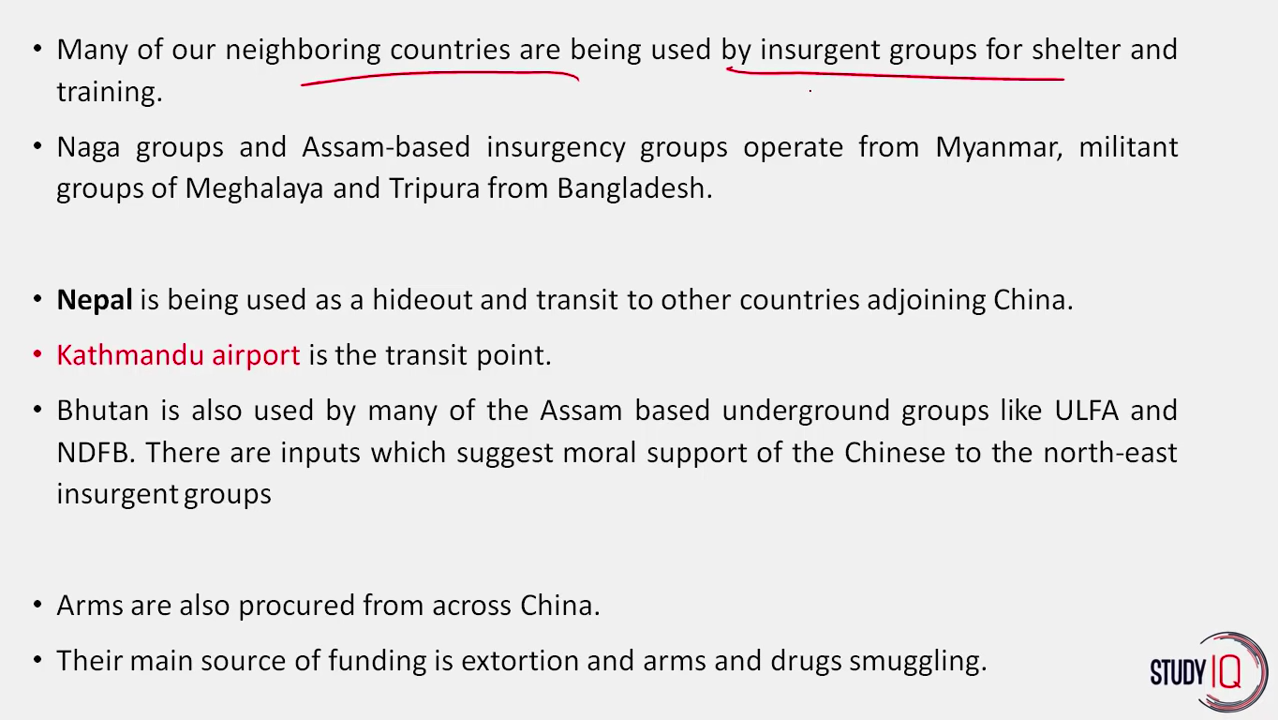 • Many of our neighboring countries are being used by insurgent groups for shelter and
training.
• Naga groups and Assam-based insurgency groups operate from Myanmar, militant
groups of Meghalaya and Tripura from Bangladesh.
• Nepal is being used as a hideout and transit to other countries adjoining China.
• Kathmandu airport is the transit point.
• Bhutan is also used by many of the Assam based underground groups like ULFA and
NDFB. There are inputs which suggest moral support of the Chinese to the north-east
insurgent groups
• Arms are also procured from across China.
• Their main source of funding is extortion and arms and drugs smuggling.
STUDY IQ